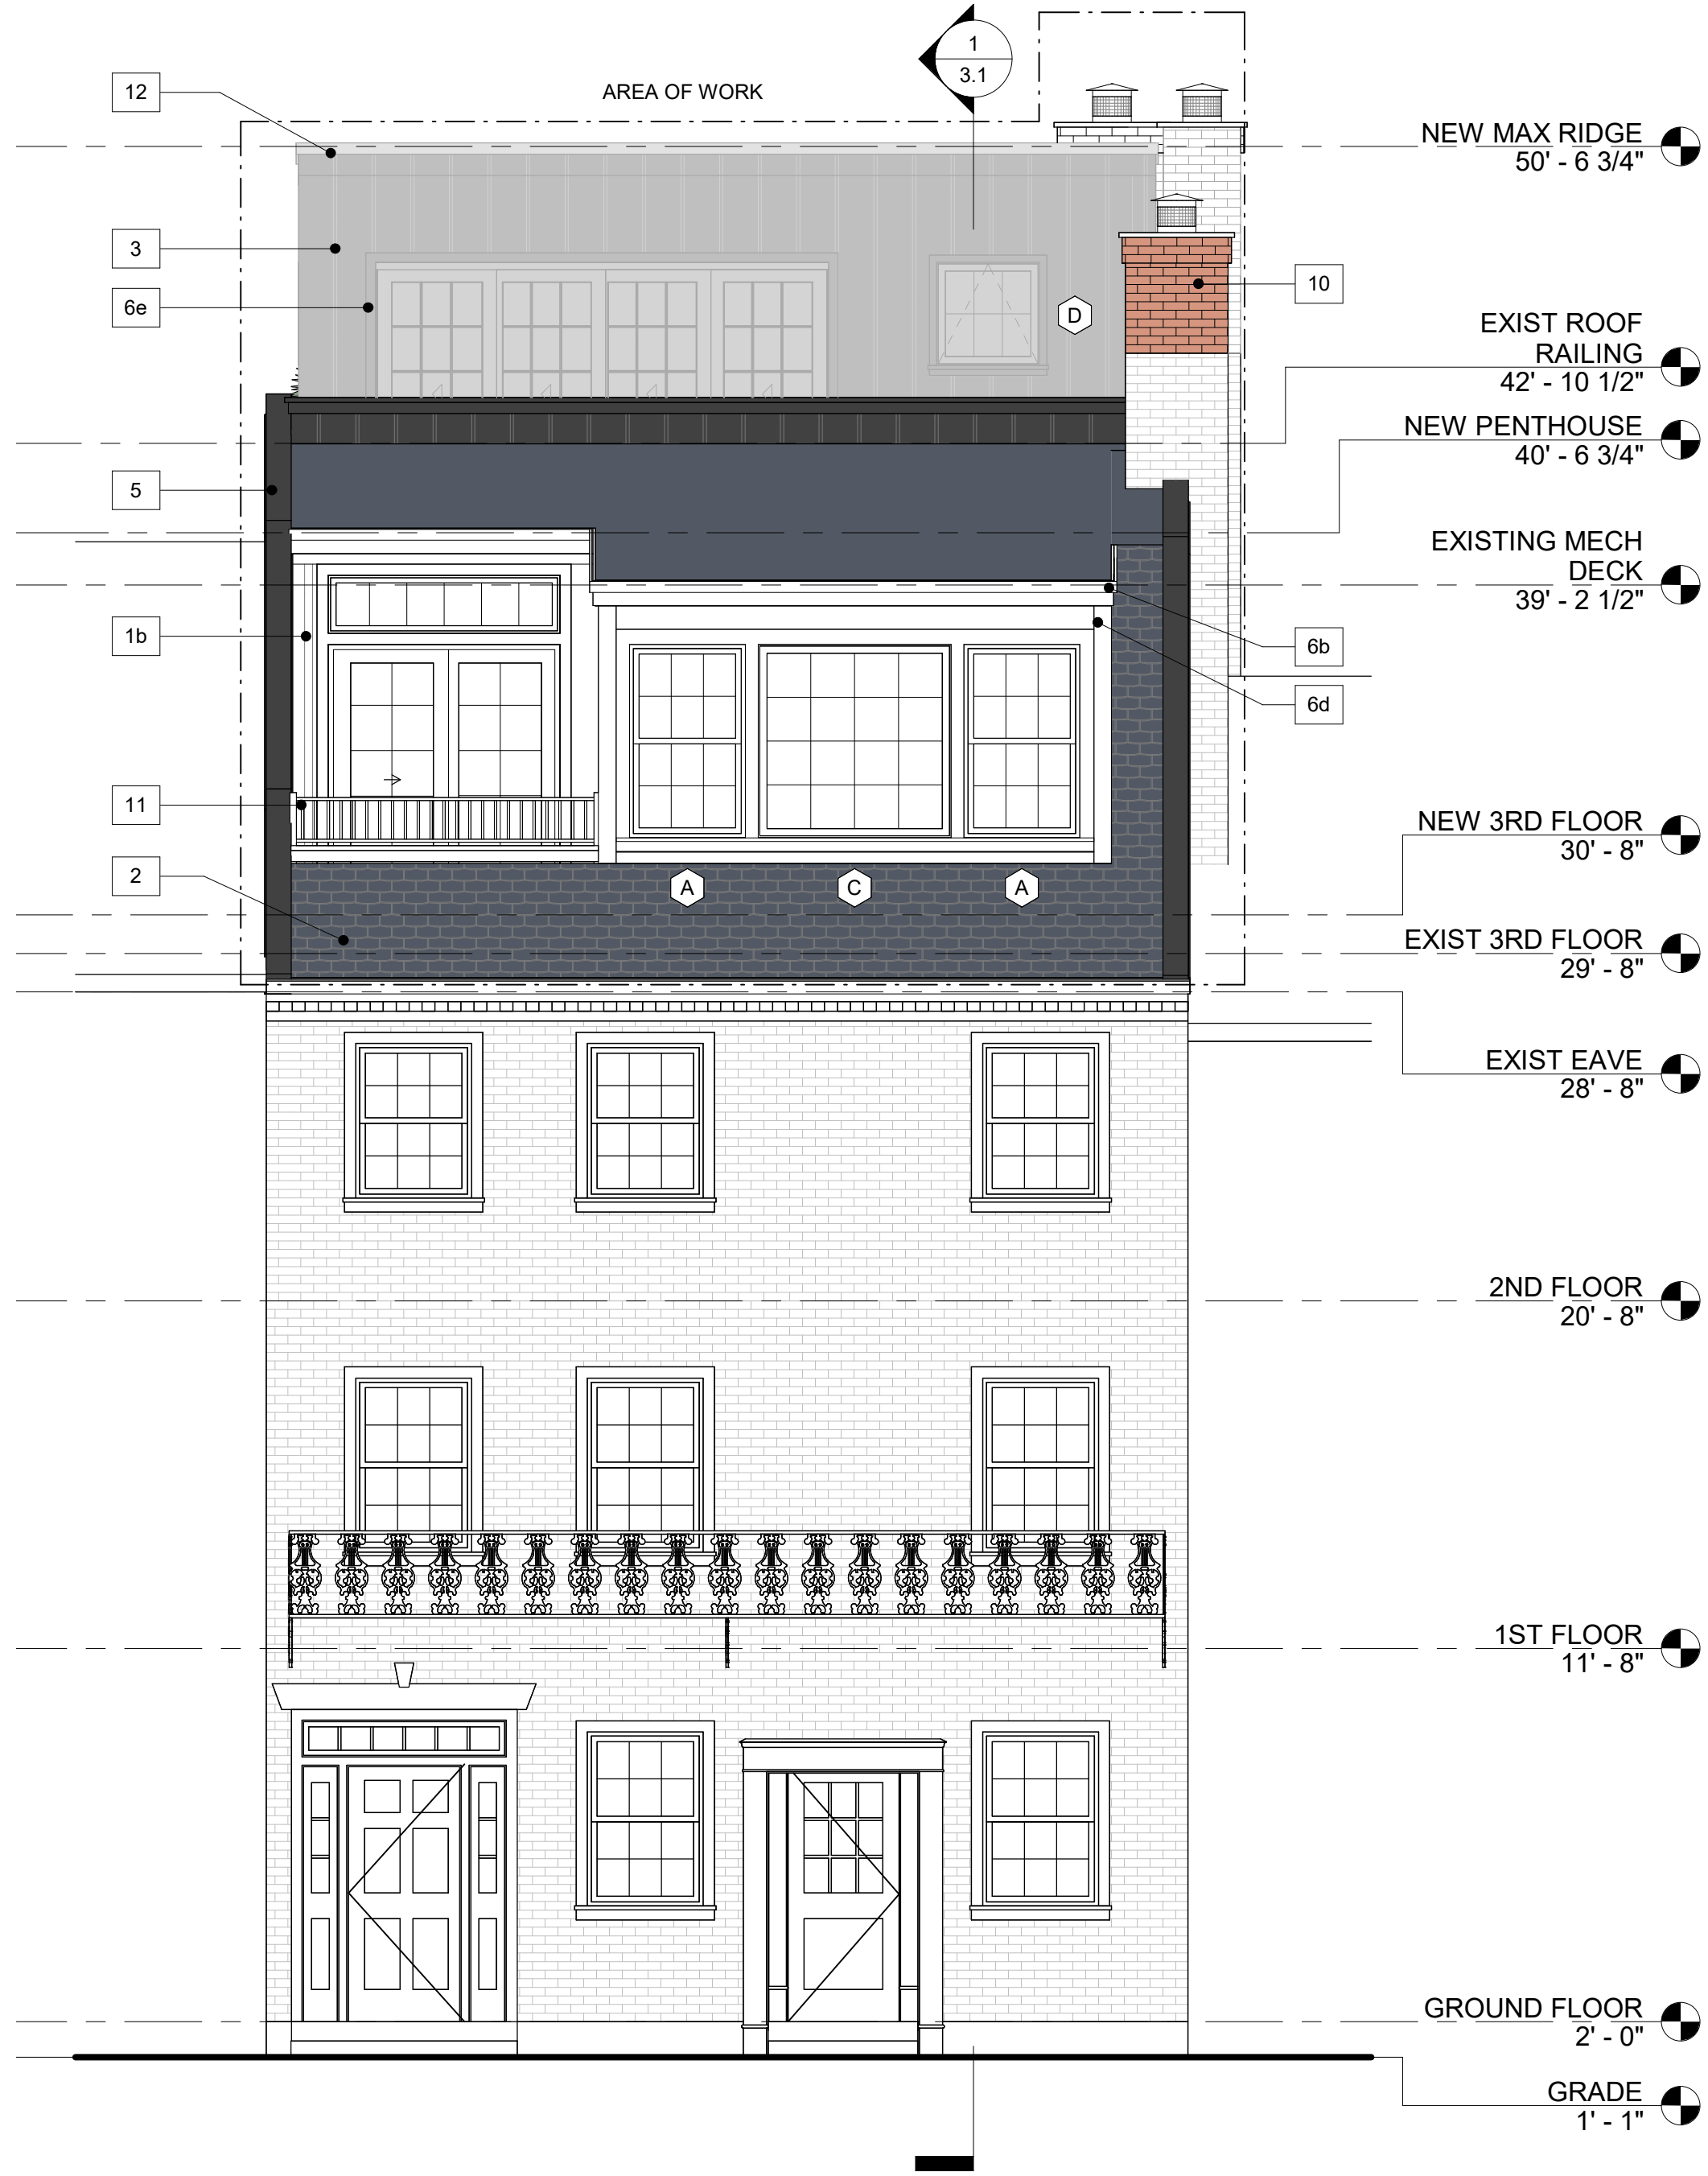 1
3.1
AREA OF WORK
12
NEW MAX RIDGE
50' - 6 3/4"
3
6e
10
D
EXIST ROOF
RAILING
42' - 10 1/2"
NEW PENTHOUSE
40' - 6 3/4"
5
EXISTING MECH
DECK
39' - 2 1/2"
1b
6b
6d
11
NEW 3RD FLOOR
30' - 8"
2
A
C
A
EXIST 3RD FLOOR
29' - 8"
EXIST EAVE
28' - 8"
2ND FLOOR
20' - 8"
1ST FLOOR
11' - 8"
GROUND FLOOR
2' - 0"
GRADE
1' - 1"